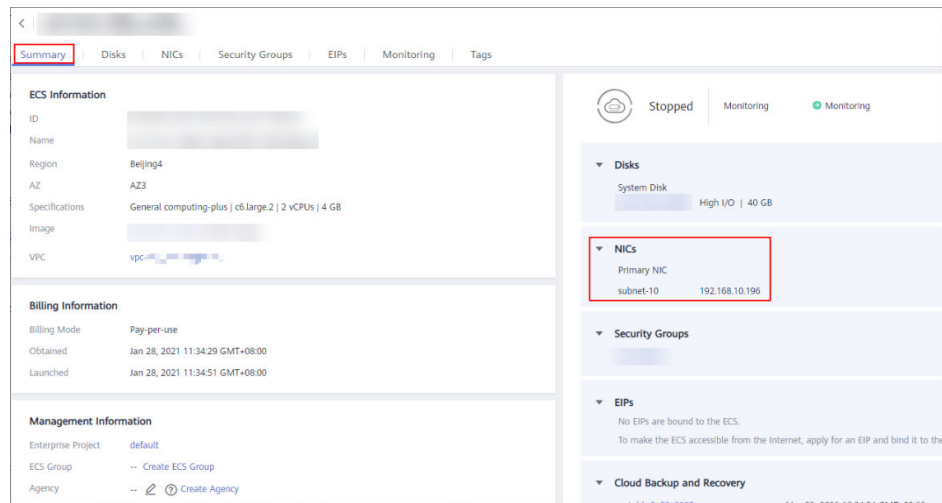 Summary
Disks
NICs
Security Groups
EIPs
Monitoring
Tags
ECS Information
ID
Name
Region Beijing4
AZ AZ3
Specifications General computing-plus | c6.large.2 | 2 vCPUs | 4 GB
Image
VPC vpc-
Billing Information
Billing Mode Pay-per-use
Obtained Jan 28, 2021 11:34:29 GMT+08:00
Launched Jan 28, 2021 11:34:51 GMT+08:00
Management Information
Enterprise Project default
ECS Group -- Create ECS Group
Agency -- Create Agency
Stopped Monitoring Monitoring
Disks
System Disk
High I/O | 40 GB
NICs
Primary NIC
subnet-10 192.168.10.196
Security Groups
EIPs
No EIPs are bound to the ECS.
To make the ECS accessible from the Internet, apply for an EIP and bind it to the
Cloud Backup and Recovery